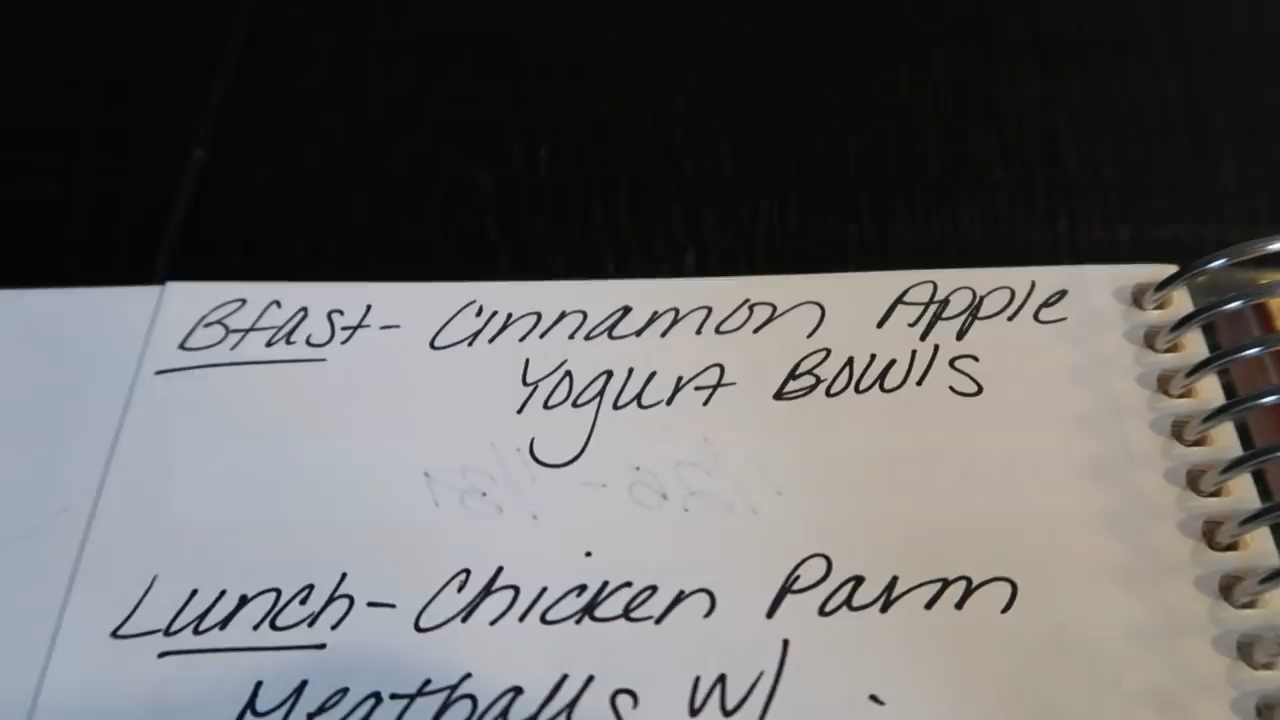 Bfast- Cinnamon Apple
Yogurt Bowls
Lunch- Chicken Parm
Meatballs w/